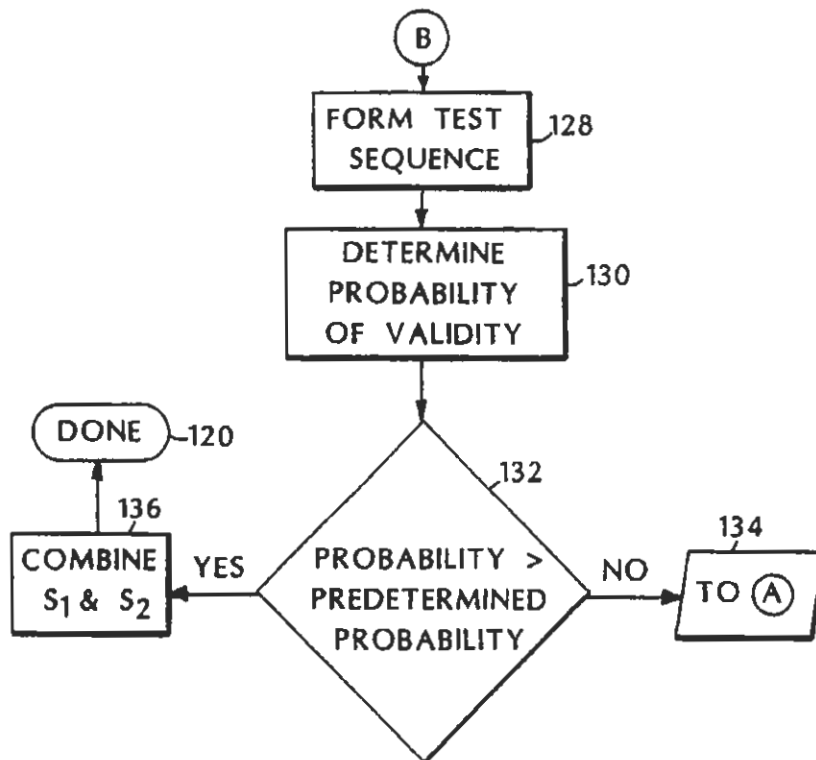 B
FORM TEST
SEQUENCE
128
DETERMINE
PROBABILITY
OF VALIDITY
130
DONE
120
132
136
COMBINE
S1 & S2
YES
PROBABILITY >
PREDETERMINED
PROBABILITY
NO
134
TO A